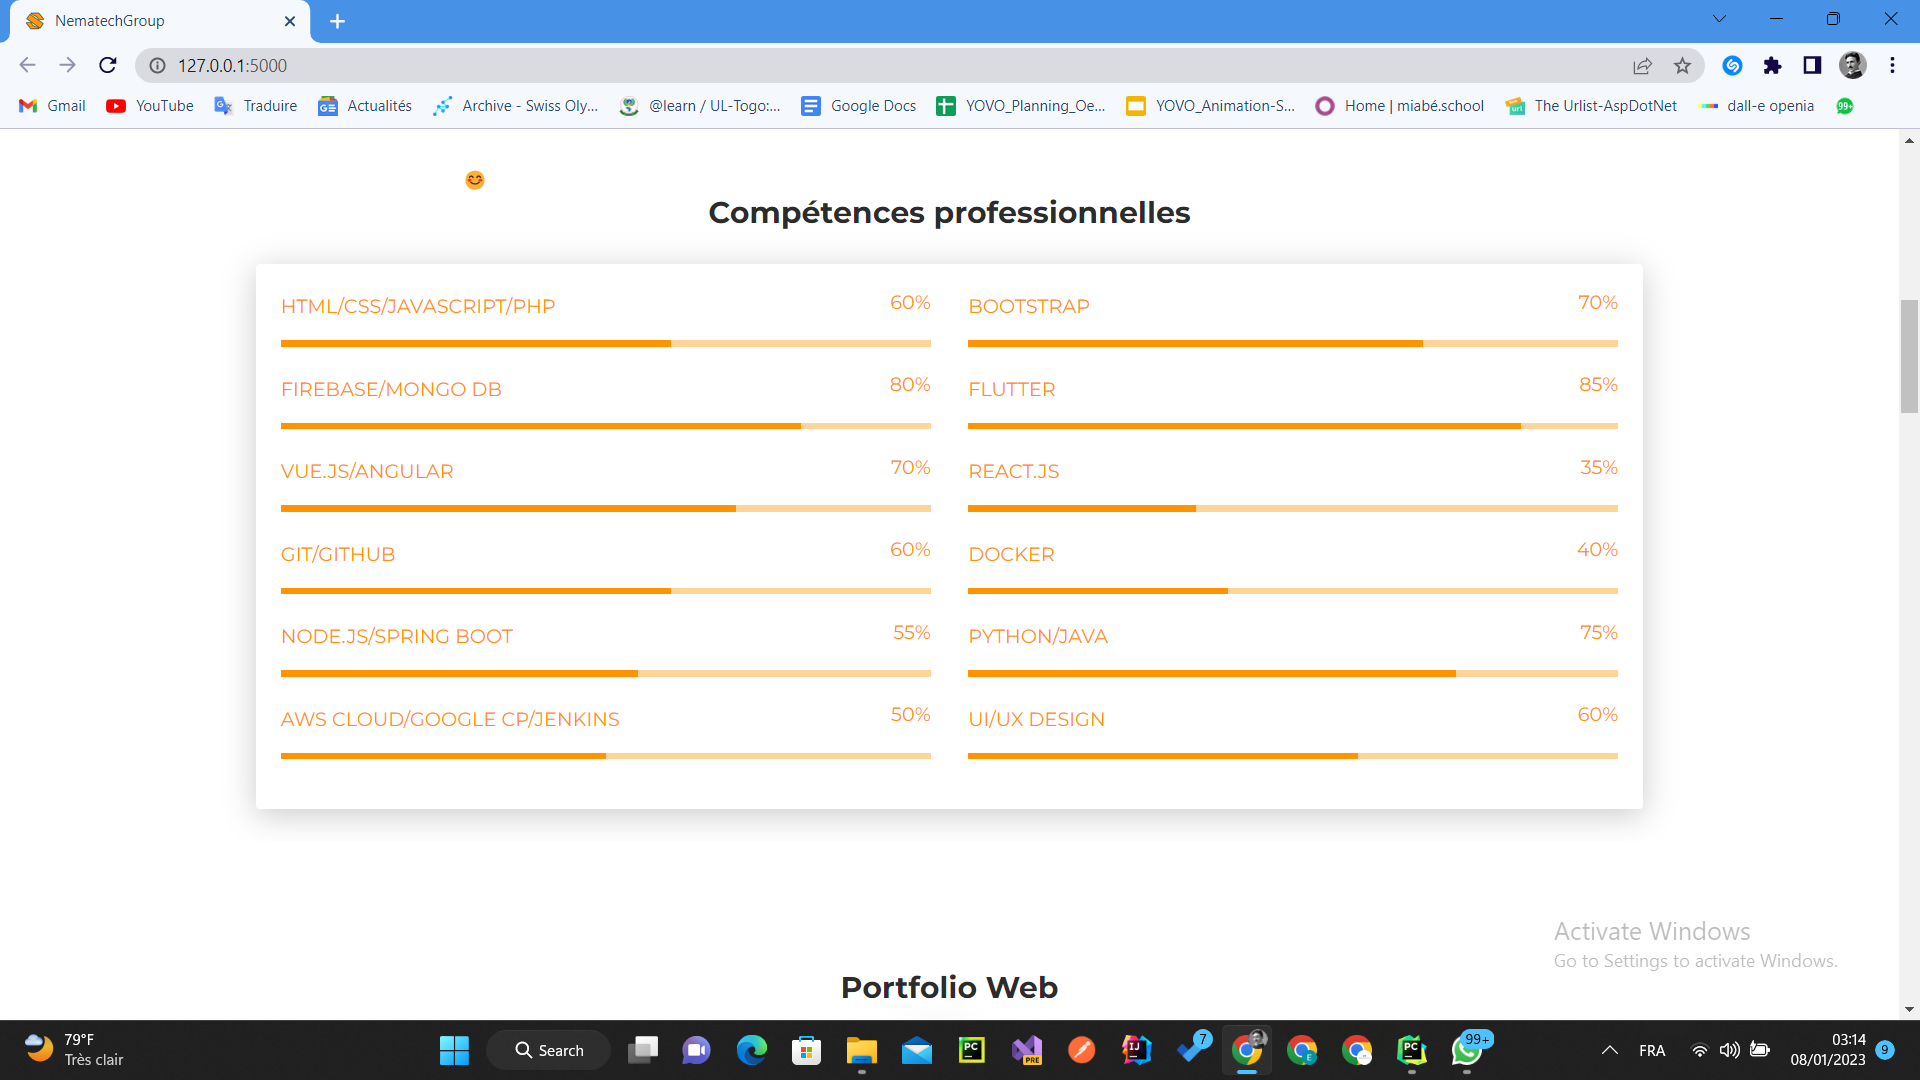 NematechGroup
127.0.0.1:5000
Gmail
YouTube
Traduire
Actualités
Archive - Swiss Oly...
@learn / UL-Togo:...
Google Docs
YOVO_Planning_Oe...
YOVO_Animation-S...
Home | miabé.school
The Urlist-AspDotNet
dall-e openia
99+
Compétences professionnelles
HTML/CSS/JAVASCRIPT/PHP 60%
BOOTSTRAP 70%
FIREBASE/MONGO DB 80%
FLUTTER 85%
VUE.JS/ANGULAR 70%
REACT.JS 35%
GIT/GITHUB 60%
DOCKER 40%
NODE.JS/SPRING BOOT 55%
PYTHON/JAVA 75%
AWS CLOUD/GOOGLE CP/JENKINS 50%
UI/UX DESIGN 60%
Activate Windows
Go to Settings to activate Windows.
Portfolio Web
79°F
Très clair
Search
PC
PRE
IJ
7
E
PC
99+
FRA
03:14
08/01/2023
9